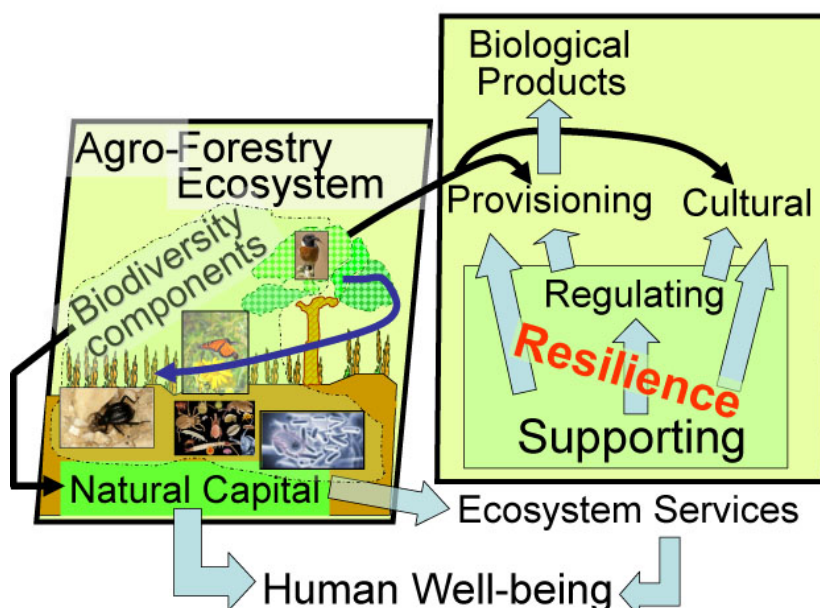 Agro-Forestry
Ecosystem
Biodiversity
components
Natural Capital
Biological
Products
Provisioning
Cultural
Regulating
Resilience
Supporting
Ecosystem Services
Human Well-being